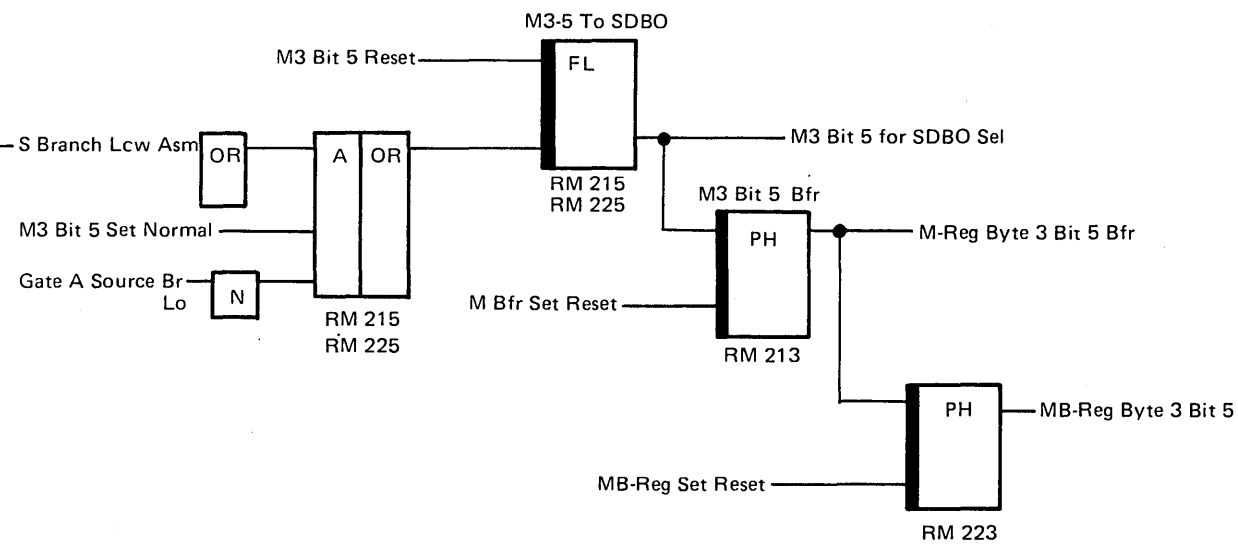 M3-5 To SDBO
M3 Bit 5 Reset
FL
S Branch Lcw Asm
OR
A
OR
M3 Bit 5 for SDBO Sel
RM 215
RM 225
M3 Bit 5 Bfr
M3 Bit 5 Set Normal
PH
M-Reg Byte 3 Bit 5 Bfr
Gate A Source Br
Lo
N
M Bfr Set Reset
RM 215
RM 225
RM 213
PH
MB-Reg Byte 3 Bit 5
MB-Reg Set Reset
RM 223